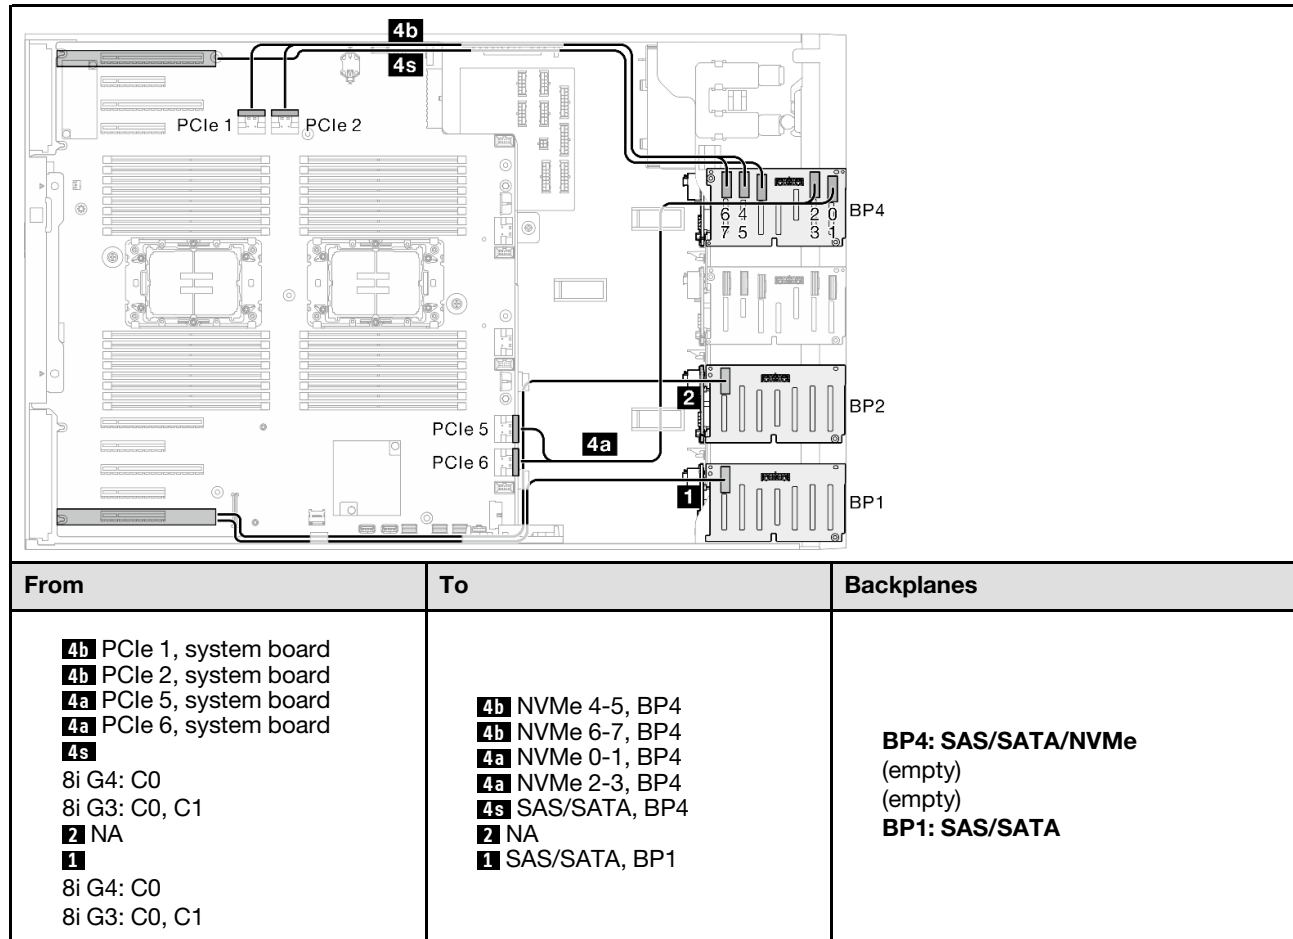 4b
4s
PCIe 1
PCIe 2
6 4 2 0
7 5 3 1
BP4
2
BP2
PCIe 5
4a
PCIe 6
1
BP1
From
To
Backplanes
4b PCIe 1, system board
4b PCIe 2, system board
4a PCIe 5, system board
4a PCIe 6, system board
4s
8i G4: C0
8i G3: C0, C1
2 NA
1
8i G4: C0
8i G3: C0, C1
4b NVMe 4-5, BP4
4b NVMe 6-7, BP4
4a NVMe 0-1, BP4
4a NVMe 2-3, BP4
4s SAS/SATA, BP4
2 NA
1 SAS/SATA, BP1
BP4: SAS/SATA/NVMe
(empty)
(empty)
BP1: SAS/SATA